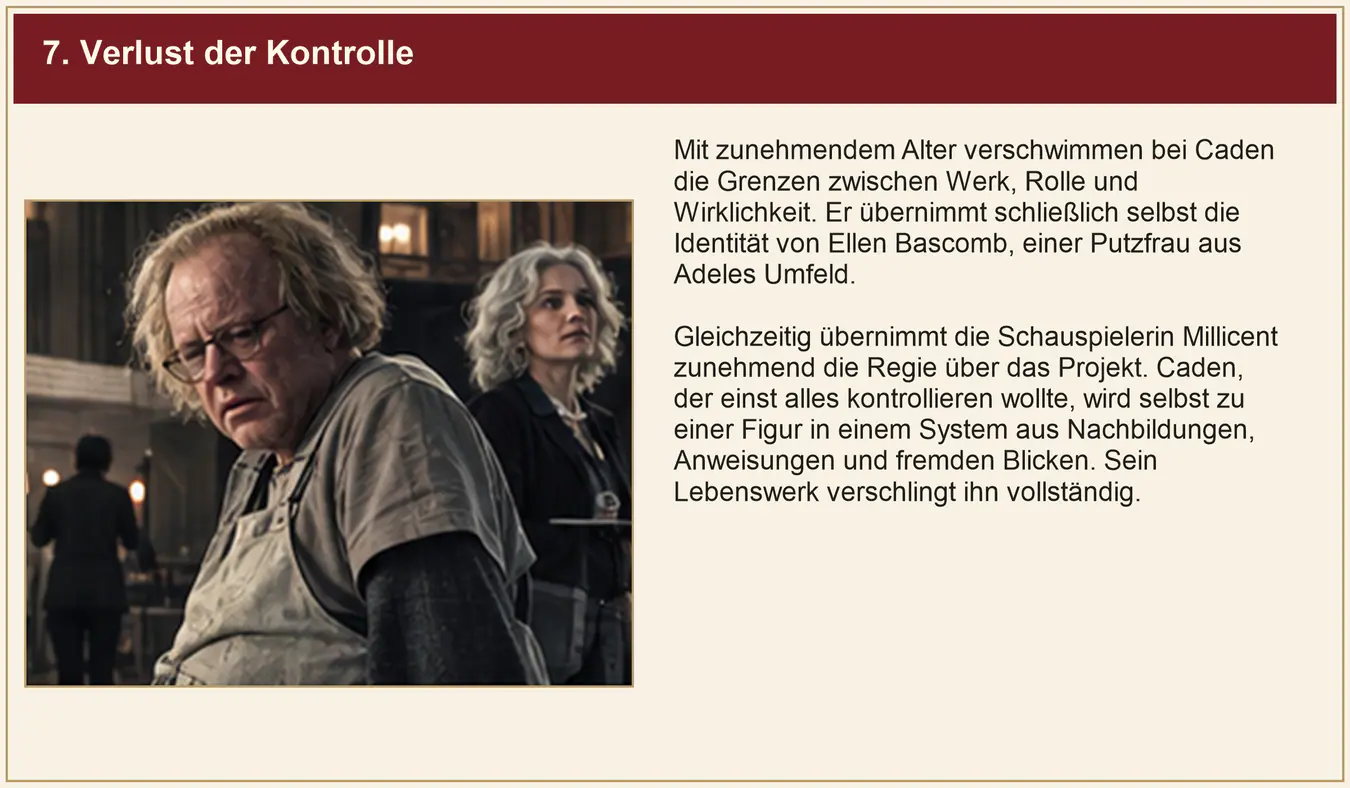 7. Verlust der Kontrolle
Mit zunehmendem Alter verschwimmen bei Caden
die Grenzen zwischen Werk, Rolle und
Wirklichkeit. Er übernimmt schließlich selbst die
Identität von Ellen Bascomb, einer Putzfrau aus
Adeles Umfeld.
Gleichzeitig übernimmt die Schauspielerin Millicent
zunehmend die Regie über das Projekt. Caden,
der einst alles kontrollieren wollte, wird selbst zu
einer Figur in einem System aus Nachbildungen,
Anweisungen und fremden Blicken. Sein
Lebenswerk verschlingt ihn vollständig.